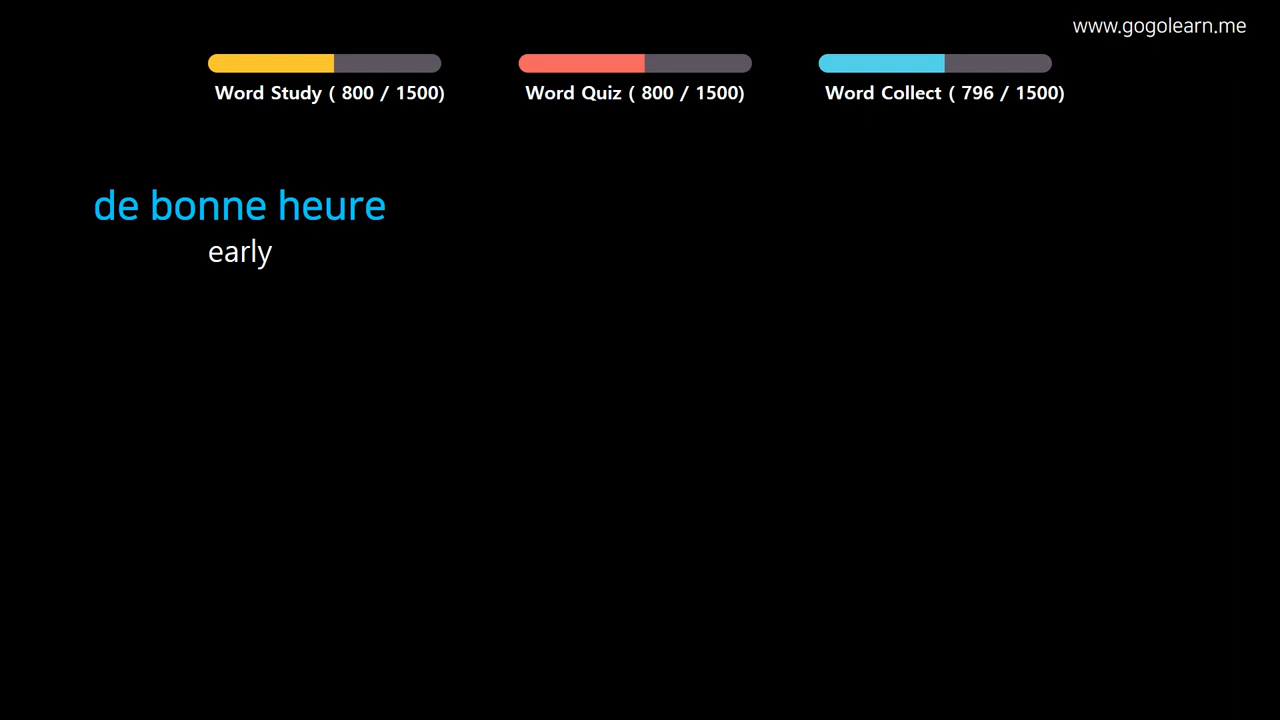 www.gogolearn.me
Word Study ( 800 / 1500)
Word Quiz ( 800 / 1500)
Word Collect ( 796 / 1500)
de bonne heure
early